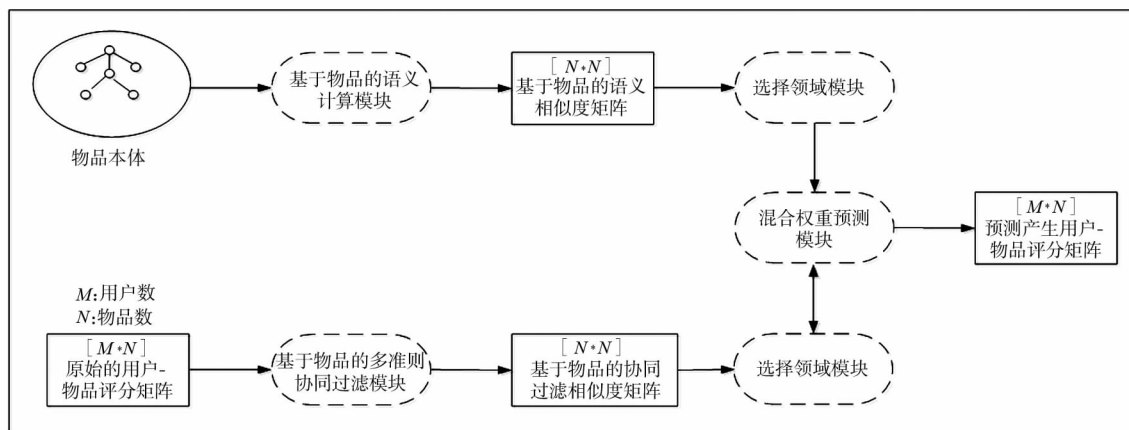 [N*N]
基于物品的语义
计算模块
基于物品的语义
相似度矩阵
选择领域模块
物品本体
混合权重预测
模块
[M*N]
预测产生用户-
物品评分矩阵
M:用户数
N:物品数
[M*N]
原始的用户-
物品评分矩阵
基于物品的多准则
协同过滤模块
[N*N]
基于物品的协同
过滤相似度矩阵
选择领域模块